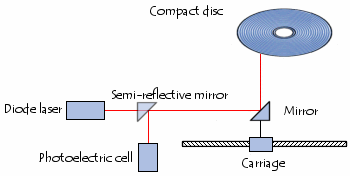 Compact disc
Semi-reflective mirror
Diode laser
Mirror
Photoelectric cell
Carriage